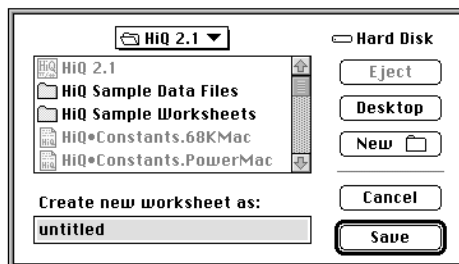 HiQ 2.1 ▼
Hard Disk
HiQ 2.1
HiQ Sample Data Files
HiQ Sample Worksheets
HiQ•Constants.68KMac
HiQ•Constants.PowerMac
Eject
Desktop
New
Create new worksheet as:
untitled
Cancel
Save